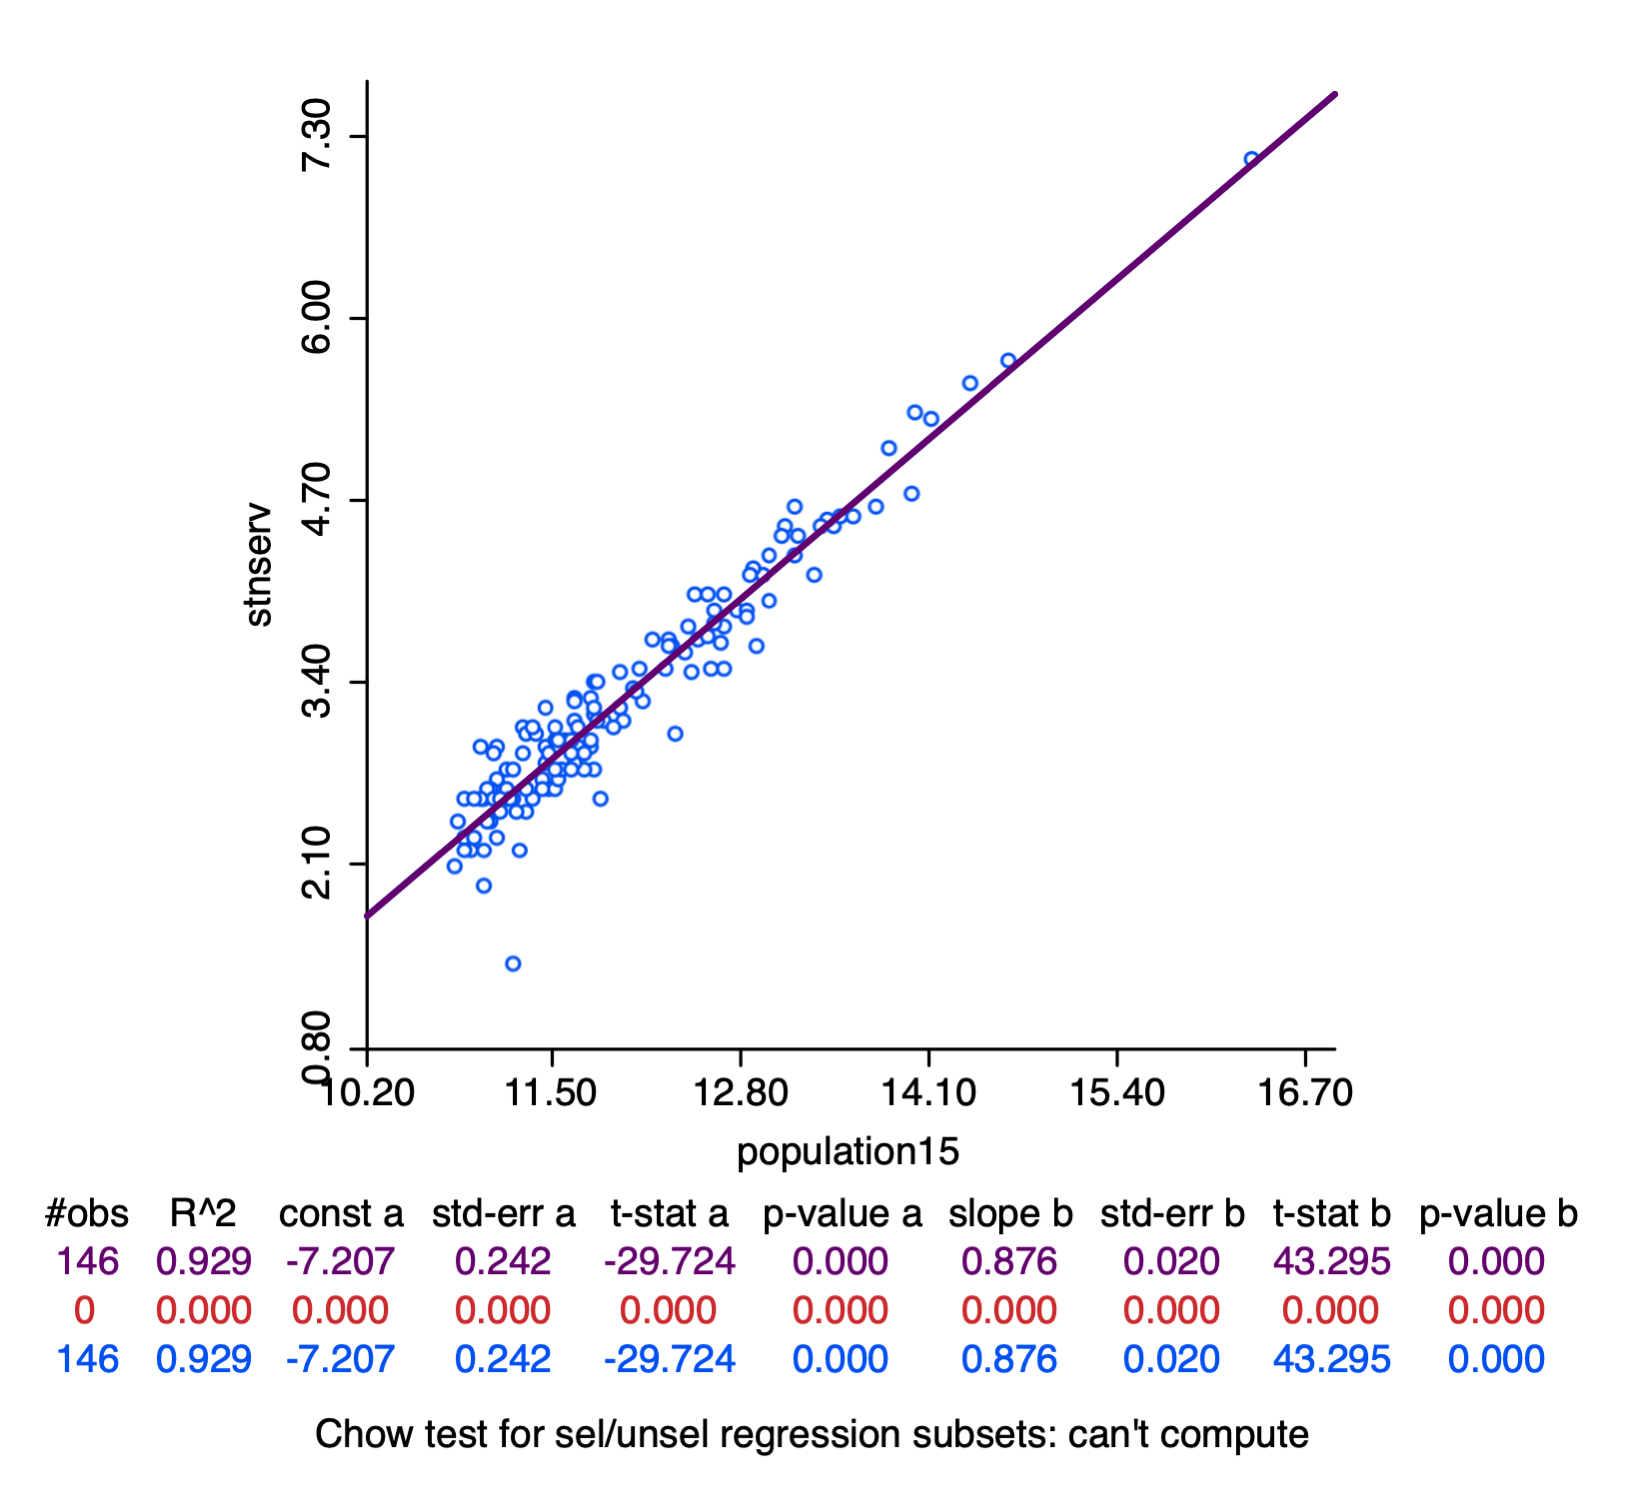 7.30
6.00
4.70
3.40
2.10
0.80
stnserv
10.20 11.50 12.80 14.10 15.40 16.70
population15
#obs R^2 const a std-err a t-stat a p-value a slope b std-err b t-stat b p-value b
146 0.929 -7.207 0.242 -29.724 0.000 0.876 0.020 43.295 0.000
0 0.000 0.000 0.000 0.000 0.000 0.000 0.000 0.000 0.000
146 0.929 -7.207 0.242 -29.724 0.000 0.876 0.020 43.295 0.000
Chow test for sel/unsel regression subsets: can't compute